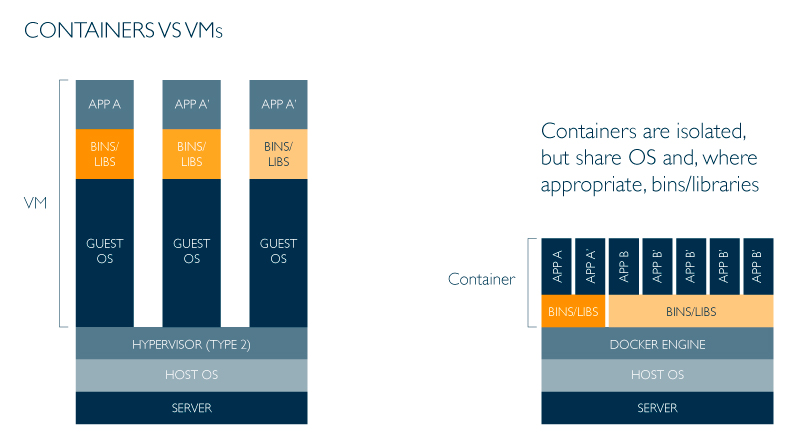 CONTAINERS VS VMs
VM
APP A
APP A'
APP A'
BINS/
LIBS
BINS/
LIBS
BINS/
LIBS
GUEST
OS
GUEST
OS
GUEST
OS
HYPERVISOR (TYPE 2)
HOST OS
SERVER
Containers are isolated,
but share OS and, where
appropriate, bins/libraries
Container
APP A
APP A'
APP B
APP B'
APP B'
APP B'
APP B'
BINS/LIBS
BINS/LIBS
DOCKER ENGINE
HOST OS
SERVER